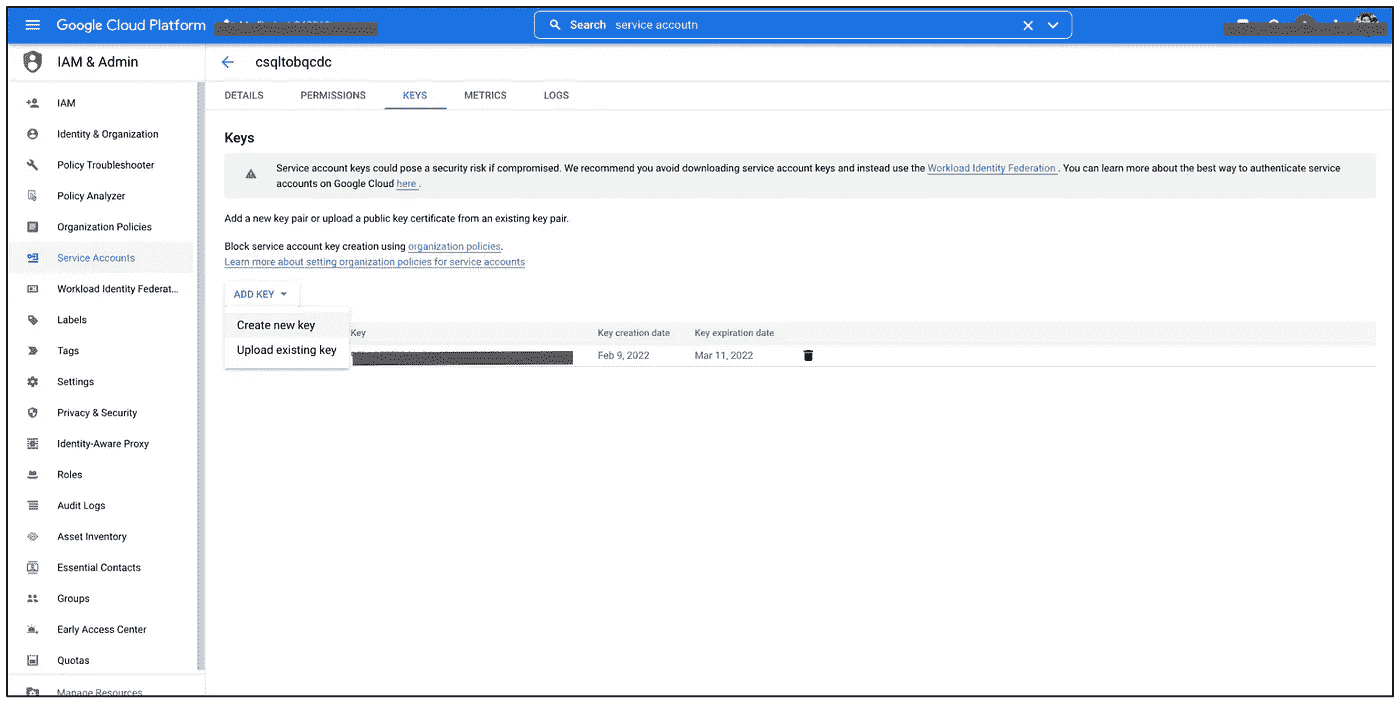 Google Cloud Platform
Search service accoutn
IAM & Admin
csqltobqcdc
IAM
Identity & Organization
Policy Troubleshooter
Policy Analyzer
Organization Policies
Service Accounts
Workload Identity Federat...
Labels
Tags
Settings
Privacy & Security
Identity-Aware Proxy
Roles
Audit Logs
Asset Inventory
Essential Contacts
Groups
Early Access Center
Quotas
Manage Resources
DETAILS PERMISSIONS KEYS METRICS LOGS
Keys
Service account keys could pose a security risk if compromised. We recommend you avoid downloading service account keys and instead use the Workload Identity Federation . You can learn more about the best way to authenticate service
accounts on Google Cloud here .
Add a new key pair or upload a public key certificate from an existing key pair.
Block service account key creation using organization policies.
Learn more about setting organization policies for service accounts
ADD KEY
Create new key
Upload existing key
Key Key creation date Key expiration date
Feb 9, 2022 Mar 11, 2022